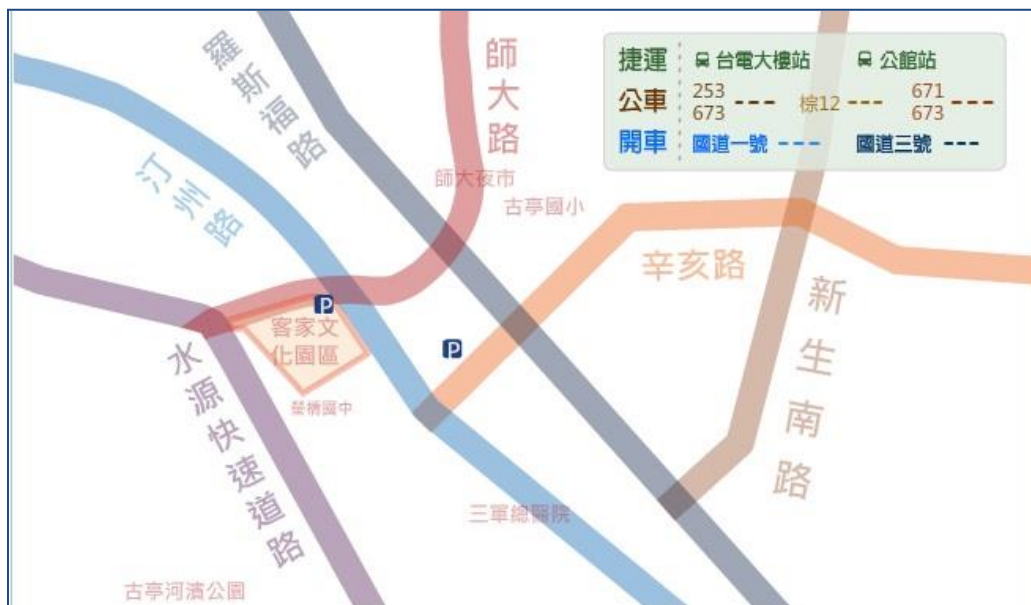 捷運 台電大樓站 公館站
公車 253 673 棕12 671 673
開車 國道一號 國道三號
羅斯福路
師大路
師大夜市
古亭國小
汀州路
辛亥路
新生南路
P
客家文
化園區
P
螢橋國中
水源快速道路
三軍總醫院
古亭河濱公園